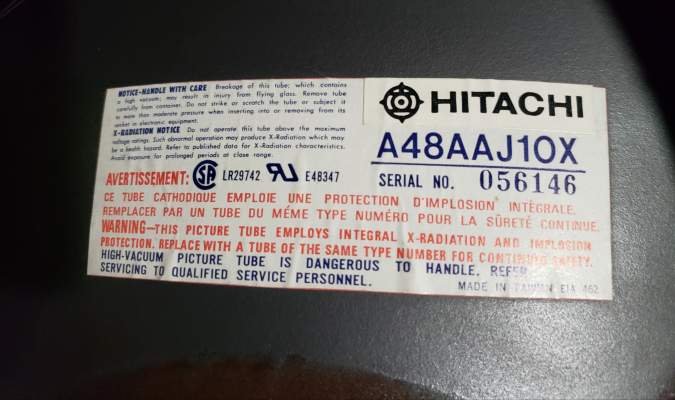 NOTICE-HANDLE WITH CARE Breakage of this tube; which contains
a high vacuum; may result in injury from flying glass. Remove tube
carefully from container. Do not strike or scratch the tube or subject it
to more than moderate pressure when inserting into or removing from its
socket in electronic equipment.
X-RADIATION NOTICE Do not operate this tube above the maximum
voltage ratings. Such abnormal operation may produce X-Radiation which may
be a health hazard. Refer to published data for X-Radiation characteristics.
Avoid exposure for prolonged periods at close range.
HITACHI
A48AAJ10X
SERIAL NO. 056146
AVERTISSEMENT: SA LR29742 UR E48347
CE TUBE CATHODIQUE EMPLOIE UNE PROTECTION D'IMPLOSION INTÉGRALE.
REMPLACER PAR UN TUBE DU MÉME TYPE NUMÉRO POUR LA SÛRETÉ CONTINUE.
WARNING—THIS PICTURE TUBE EMPLOYS INTEGRAL X-RADIATION AND IMPLOSION
PROTECTION. REPLACE WITH A TUBE OF THE SAME TYPE NUMBER FOR CONTINUED SAFETY.
HIGH-VACUUM PICTURE TUBE IS DANGEROUS TO HANDLE. REFER
SERVICING TO QUALIFIED SERVICE PERSONNEL.
MADE IN TAIWAN EIA 462